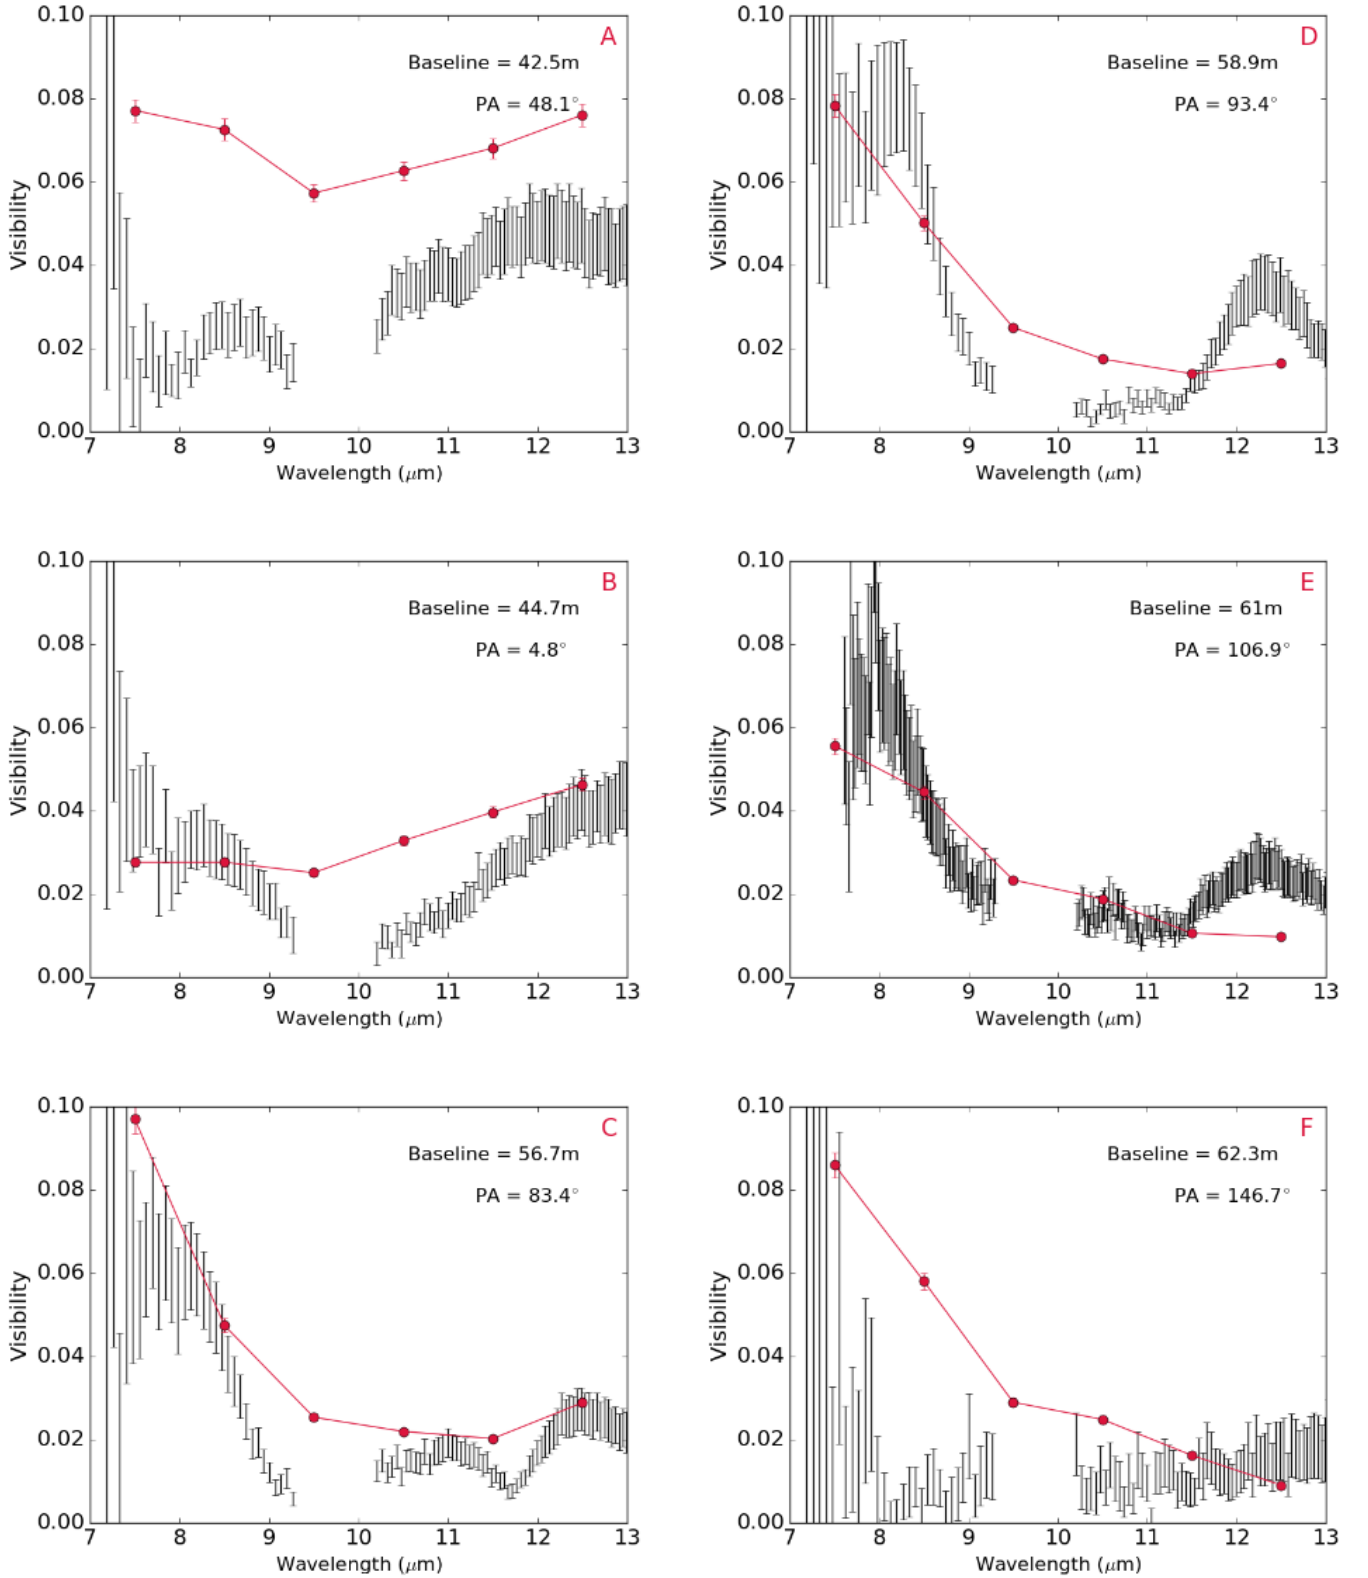 A
Baseline = 42.5m
PA = 48.1°
0.10
0.08
0.06
0.04
0.02
0.00
Visibility
7 8 9 10 11 12 13
Wavelength (μm)
D
Baseline = 58.9m
PA = 93.4°
0.10
0.08
0.06
0.04
0.02
0.00
Visibility
7 8 9 10 11 12 13
Wavelength (μm)
B
Baseline = 44.7m
PA = 4.8°
0.10
0.08
0.06
0.04
0.02
0.00
Visibility
7 8 9 10 11 12 13
Wavelength (μm)
E
Baseline = 61m
PA = 106.9°
0.10
0.08
0.06
0.04
0.02
0.00
Visibility
7 8 9 10 11 12 13
Wavelength (μm)
C
Baseline = 56.7m
PA = 83.4°
0.10
0.08
0.06
0.04
0.02
0.00
Visibility
7 8 9 10 11 12 13
Wavelength (μm)
F
Baseline = 62.3m
PA = 146.7°
0.10
0.08
0.06
0.04
0.02
0.00
Visibility
7 8 9 10 11 12 13
Wavelength (μm)